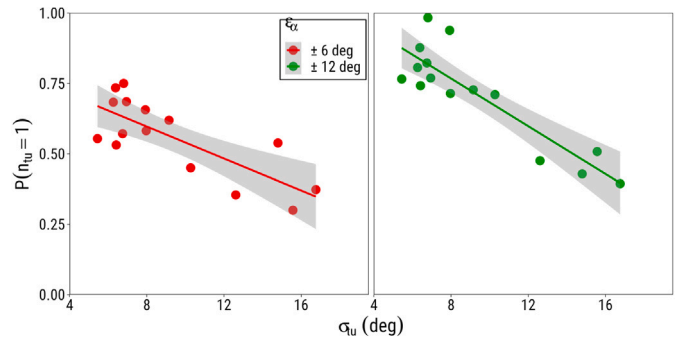 1.00
0.75
0.50
0.25
0.00
P(n_tu = 1)
ε_α
± 6 deg
± 12 deg
4 8 12 16 4 8 12 16
σ_tu (deg)